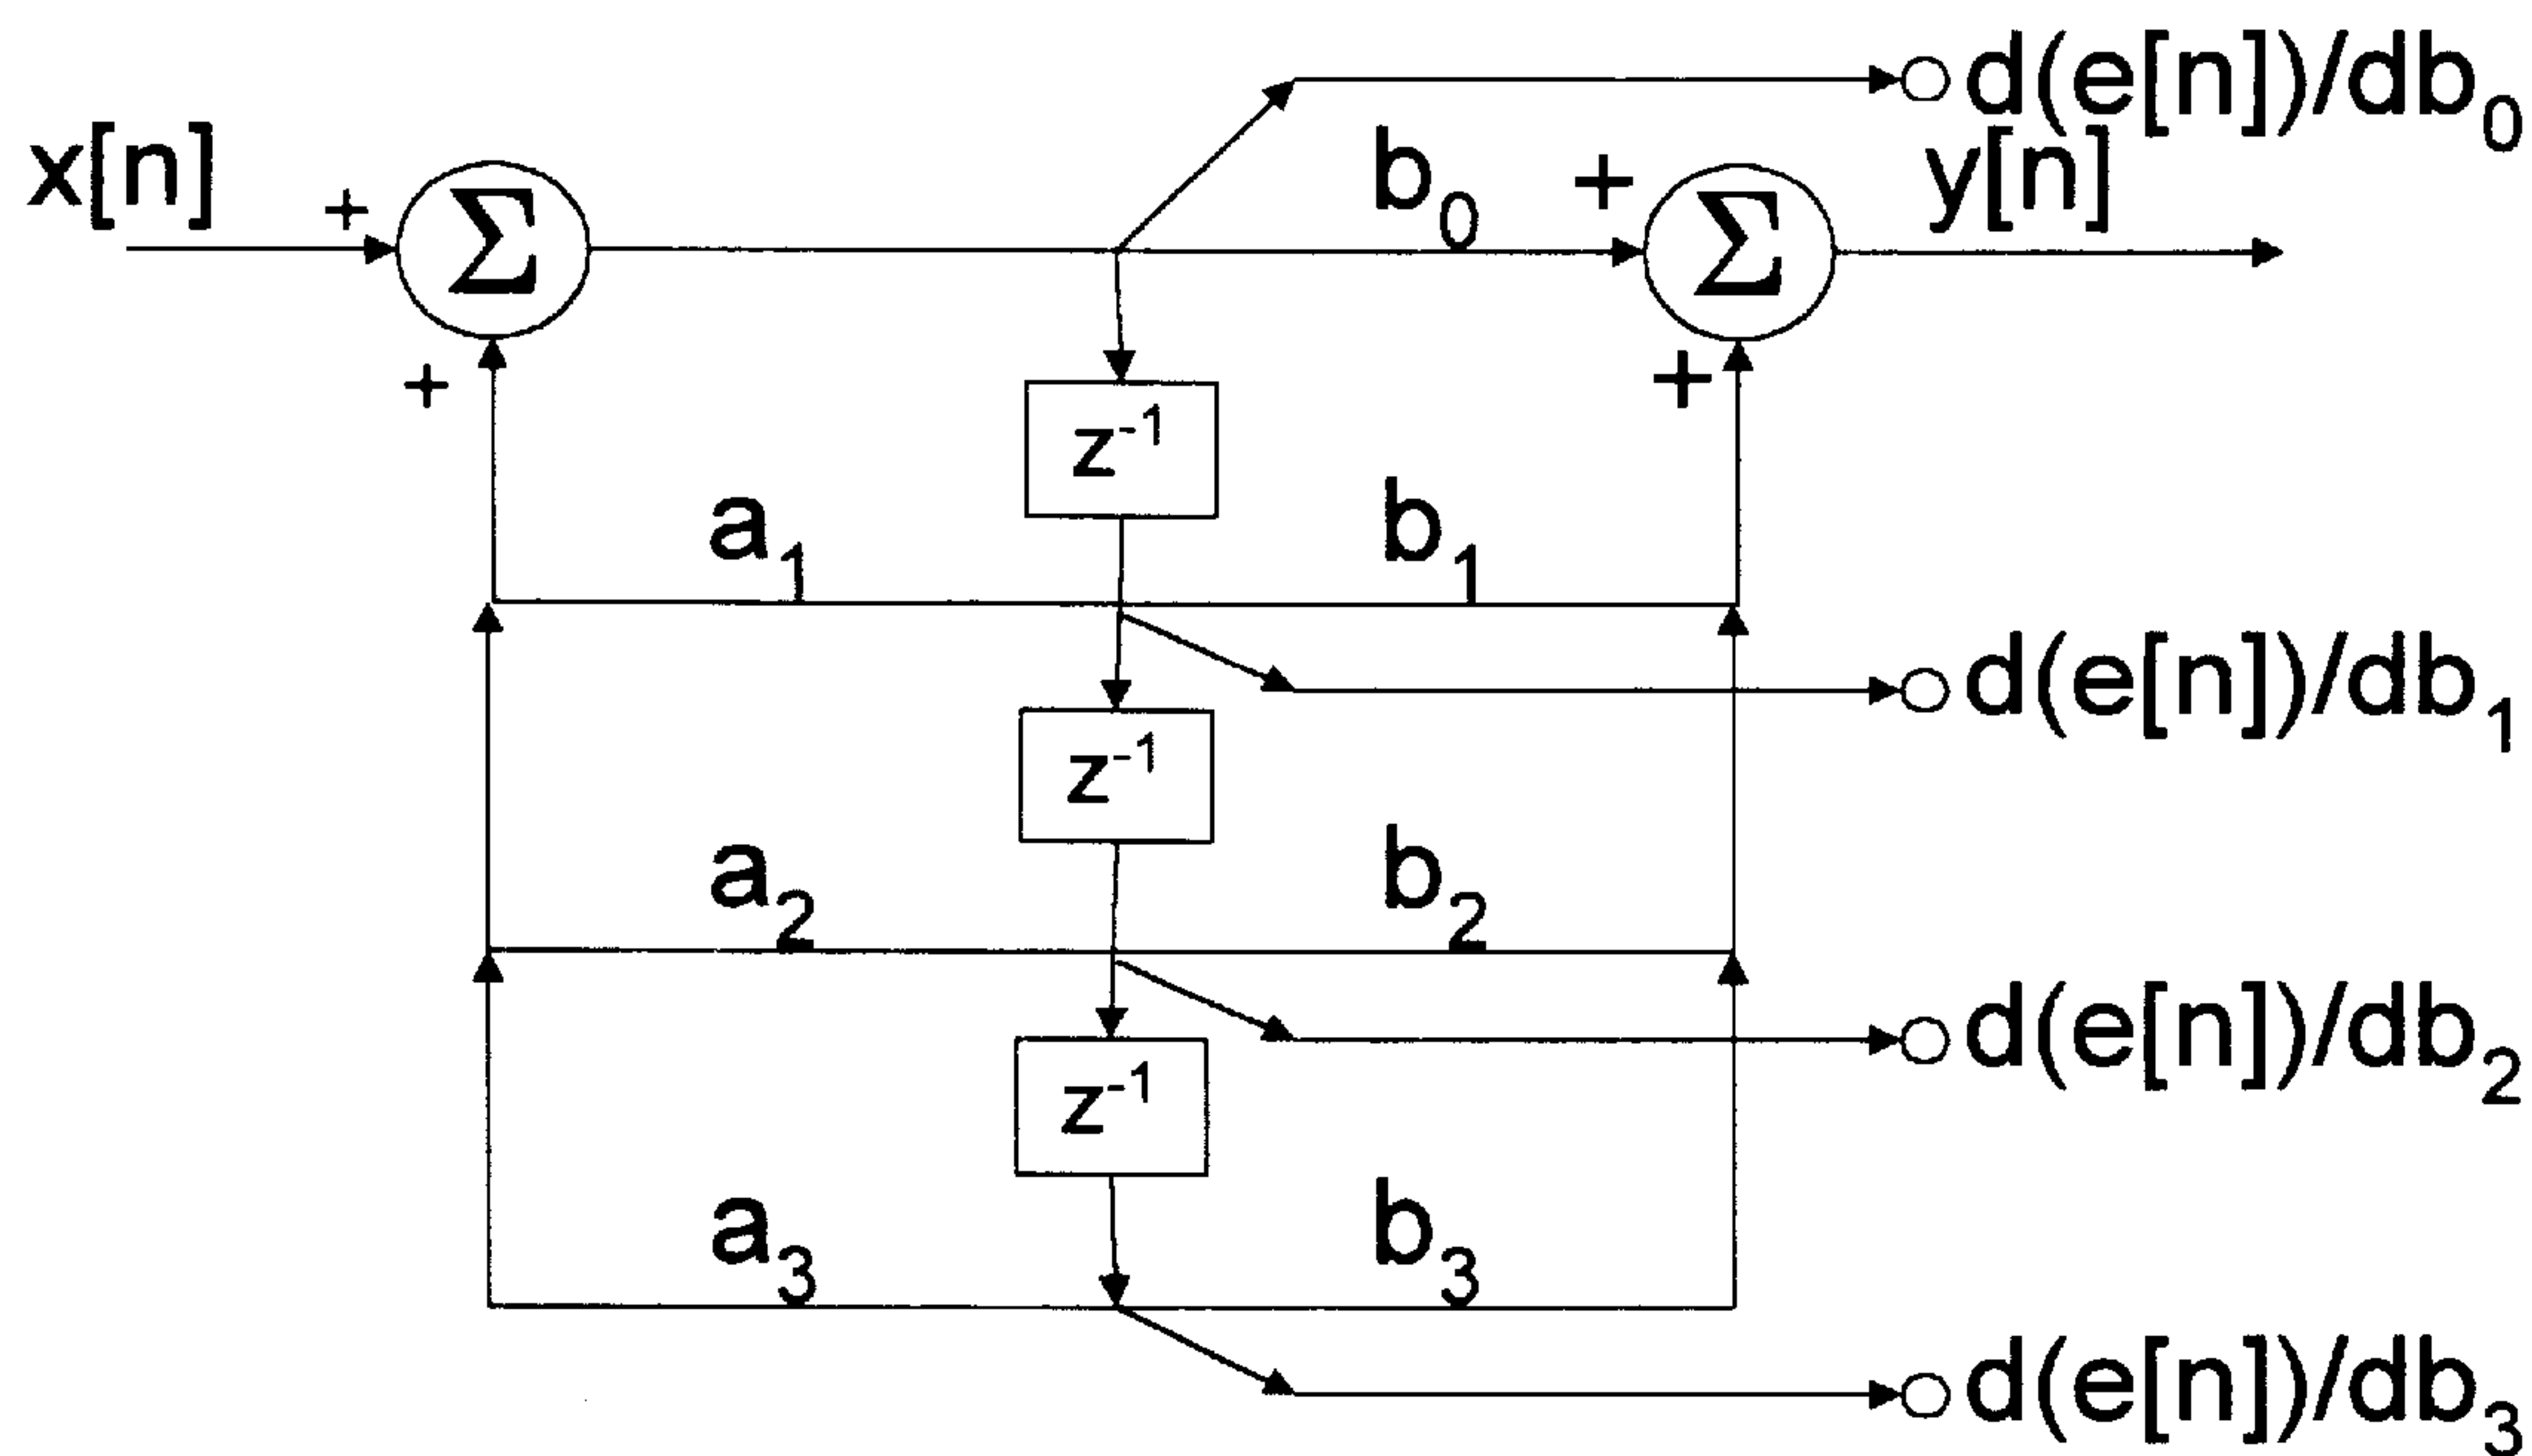 d(e[n])/db₀
x[n]
+
Σ
b₀
+
Σ
y[n]
+
+
z⁻¹
a₁
b₁
d(e[n])/db₁
z⁻¹
a₂
b₂
d(e[n])/db₂
z⁻¹
a₃
b₃
d(e[n])/db₃